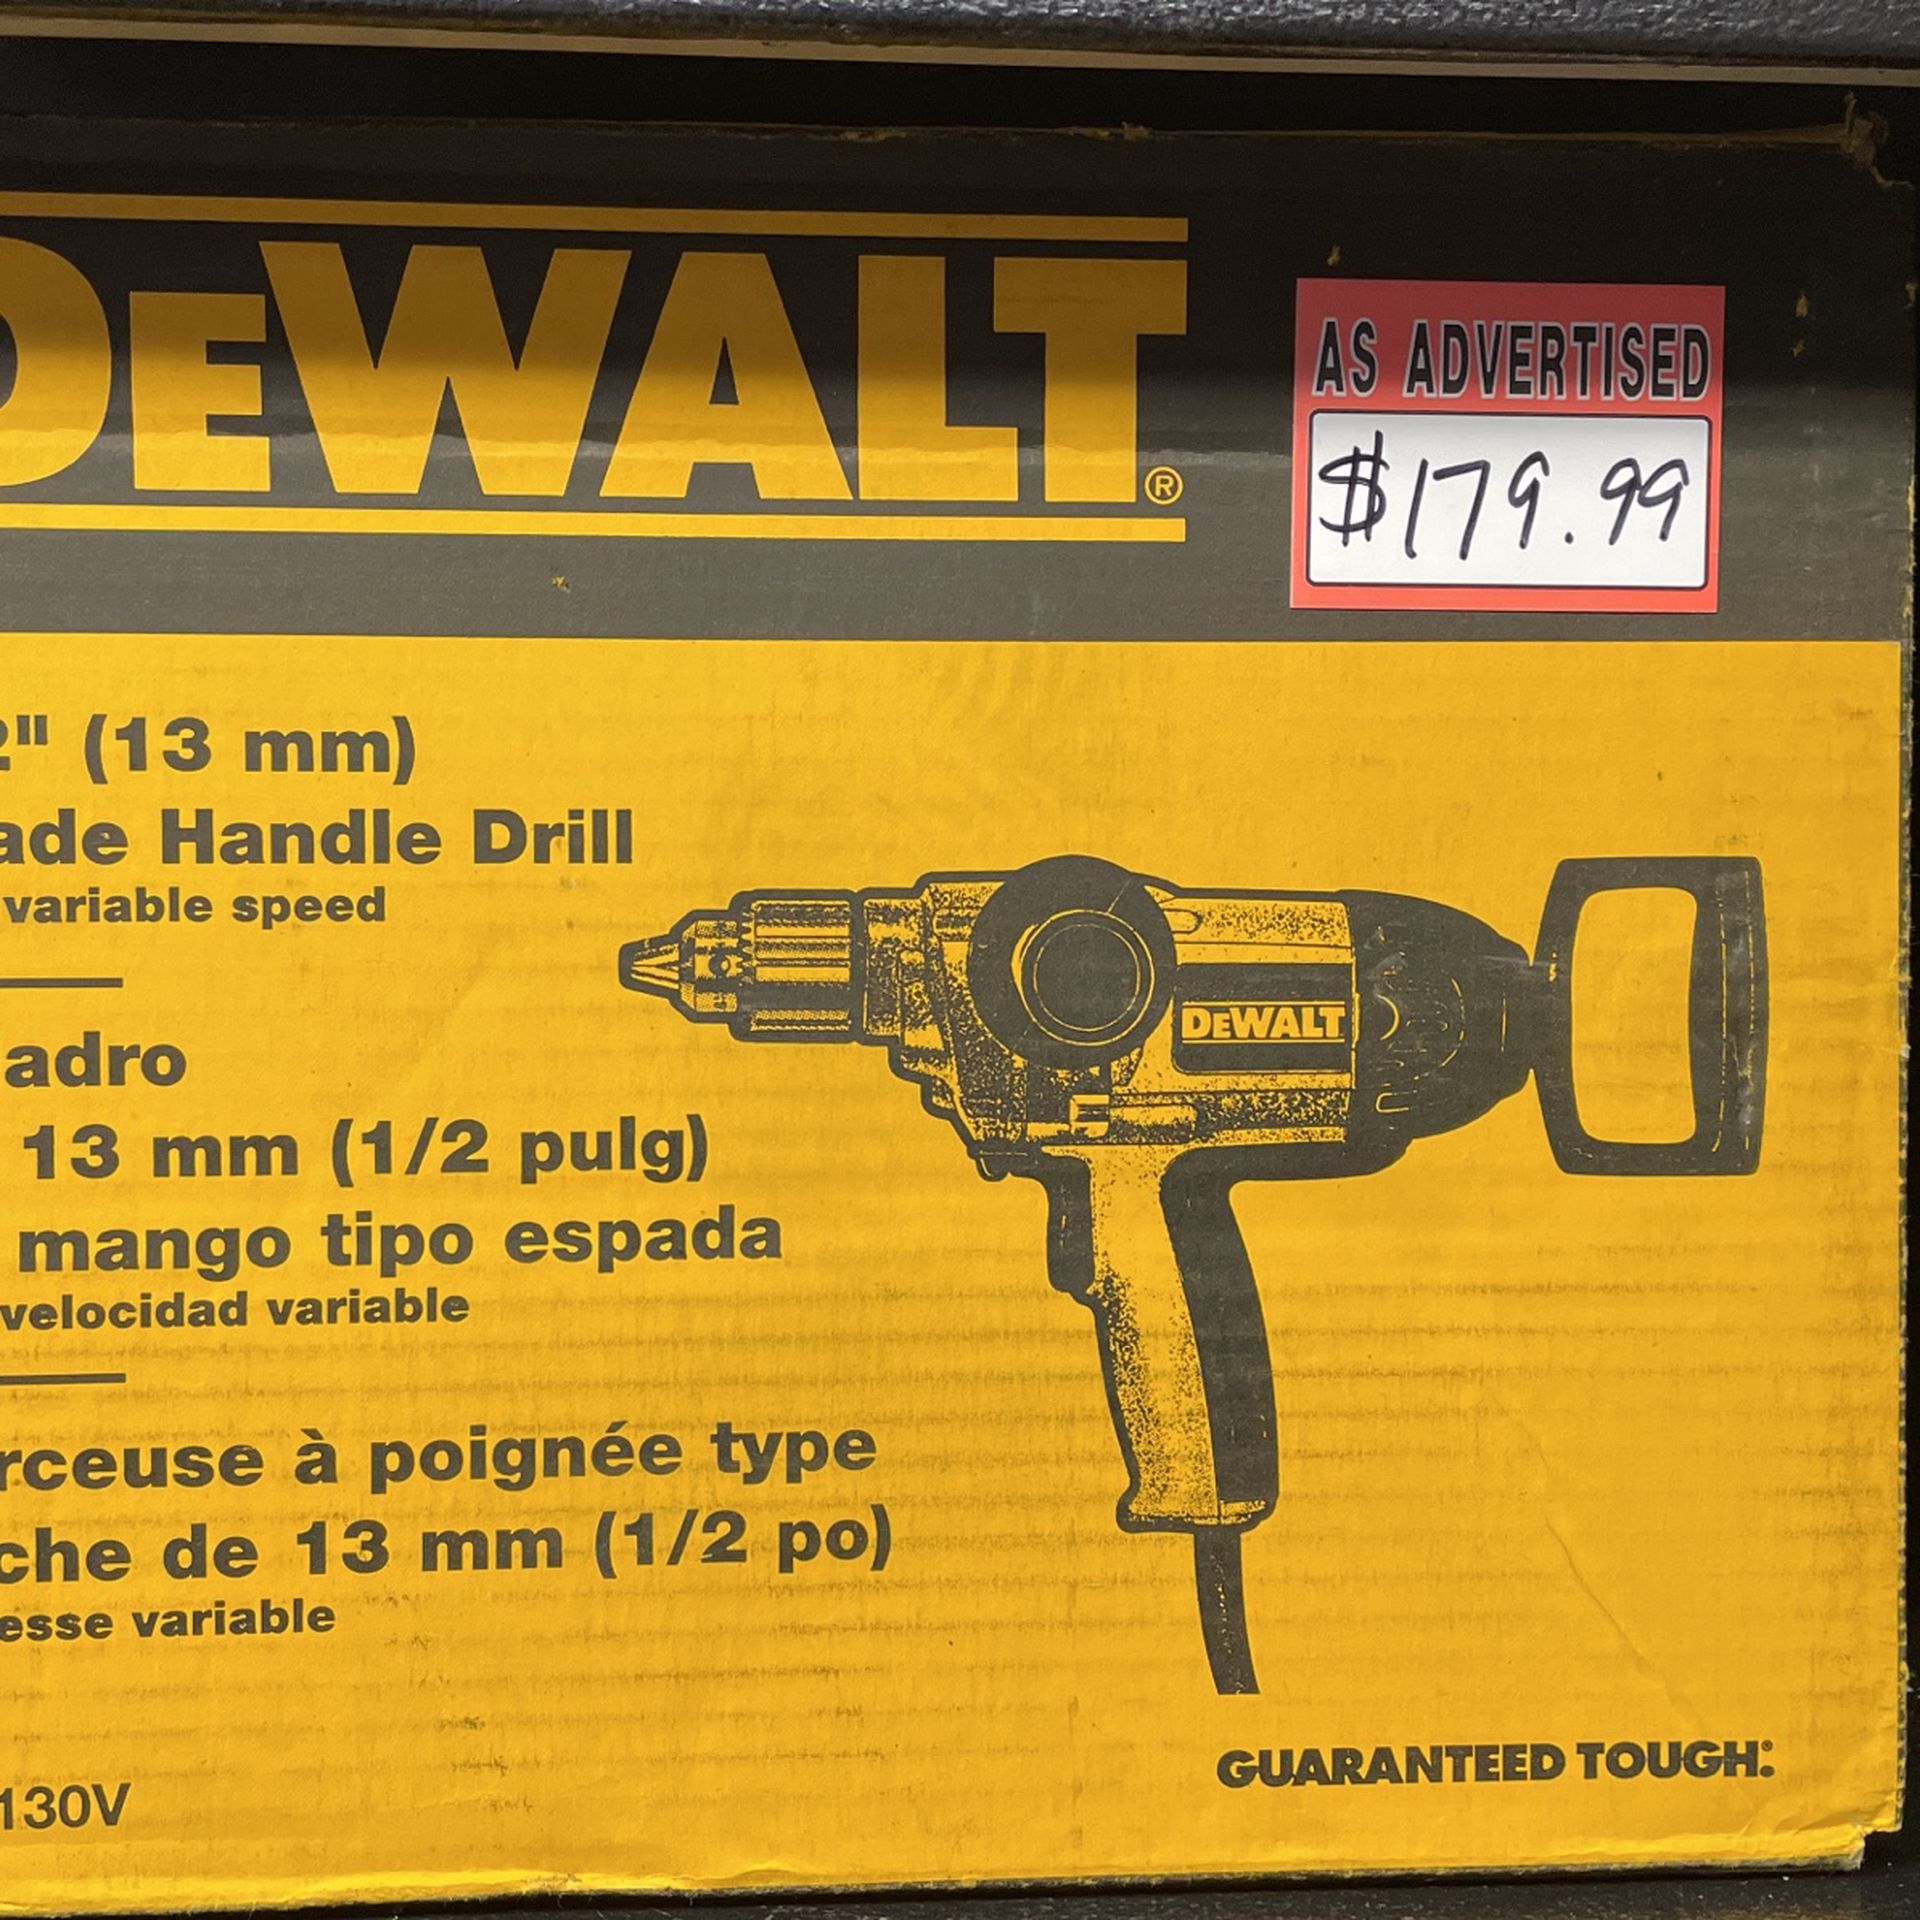 DEWALT®
AS ADVERTISED
$179.99
2" (13 mm)
ade Handle Drill
variable speed
adro
13 mm (1/2 pulg)
mango tipo espada
velocidad variable
rceuse à poignée type
che de 13 mm (1/2 po)
esse variable
DEWALT
GUARANTEED TOUGH.®
130V